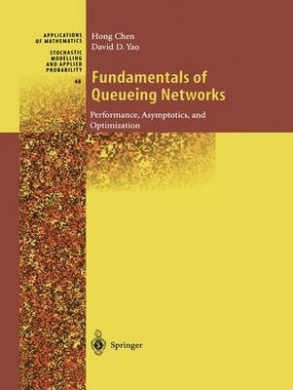 APPLICATIONS
OF MATHEMATICS
STOCHASTIC
MODELLING
AND APPLIED
PROBABILITY
46
Hong Chen
David D. Yao
Fundamentals of
Queueing Networks
Performance, Asymptotics, and
Optimization
Springer